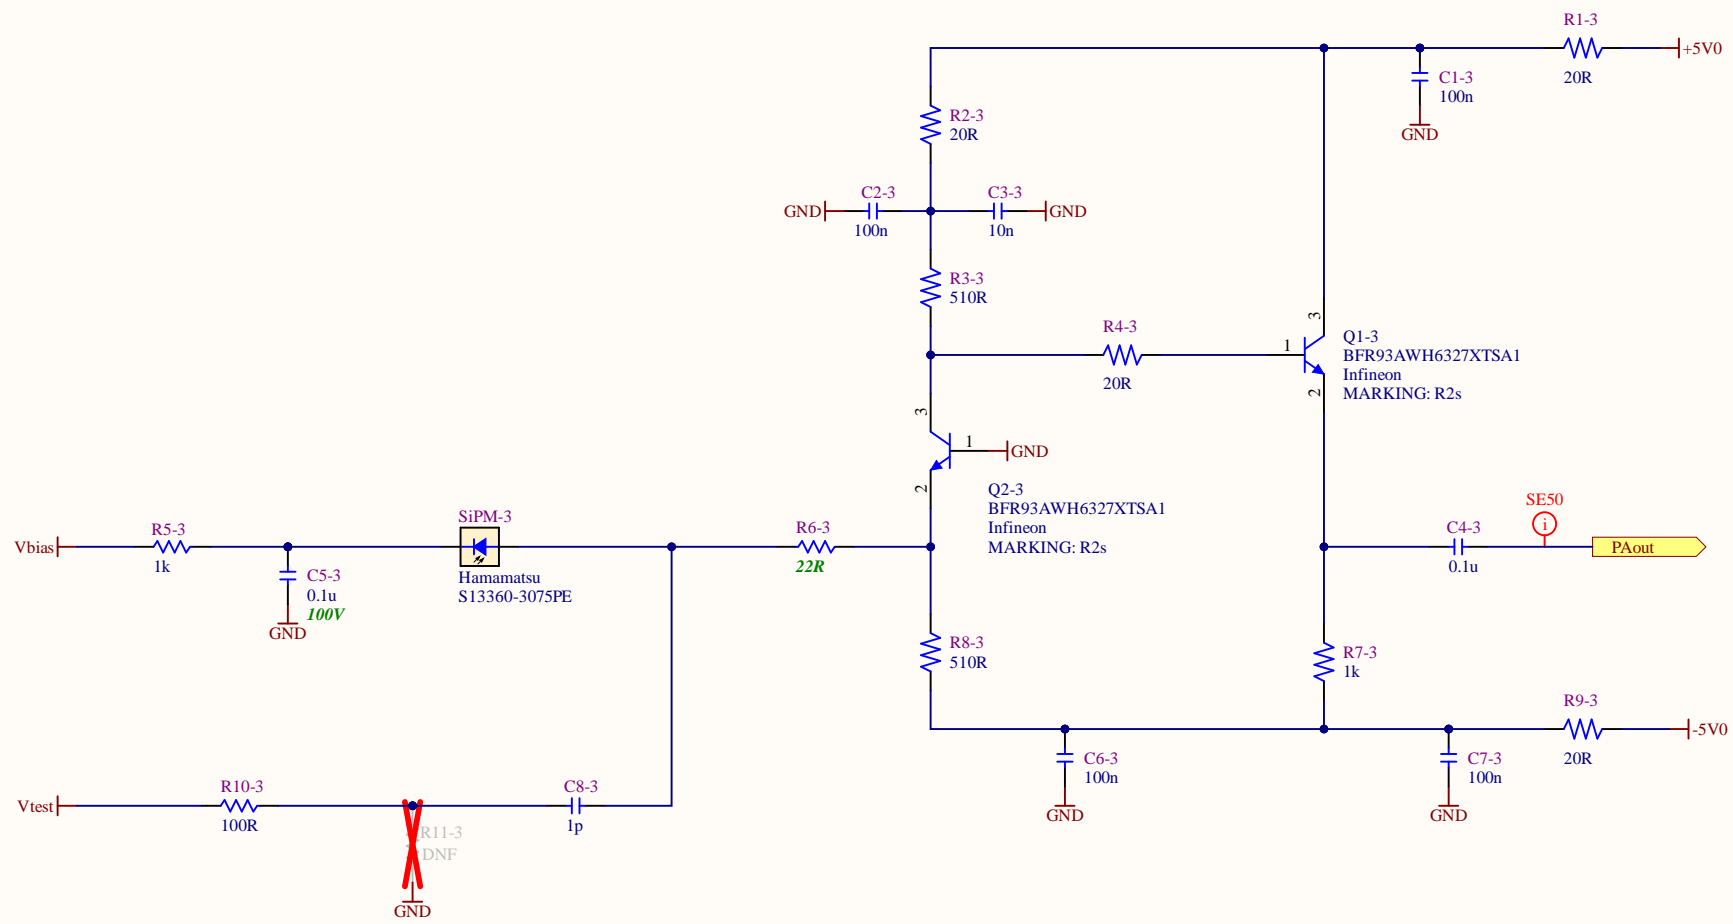 R1-3
+5V0
20R
C1-3
100n
GND
R2-3
20R
C2-3
C3-3
GND
GND
100n
10n
R3-3
510R
R4-3
20R
3
1
2
Q1-3
BFR93AWH6327XTSA1
Infineon
MARKING: R2s
3
1
GND
2
Q2-3
BFR93AWH6327XTSA1
Infineon
MARKING: R2s
SE50
i
C4-3
PAout
0.1u
Vbias
R5-3
1k
C5-3
0.1u
100V
GND
SiPM-3
Hamamatsu
S13360-3075PE
R6-3
22R
R8-3
510R
R7-3
1k
R9-3
-5V0
20R
C6-3
100n
GND
C7-3
100n
GND
Vtest
R10-3
100R
R11-3
DNF
GND
C8-3
1p